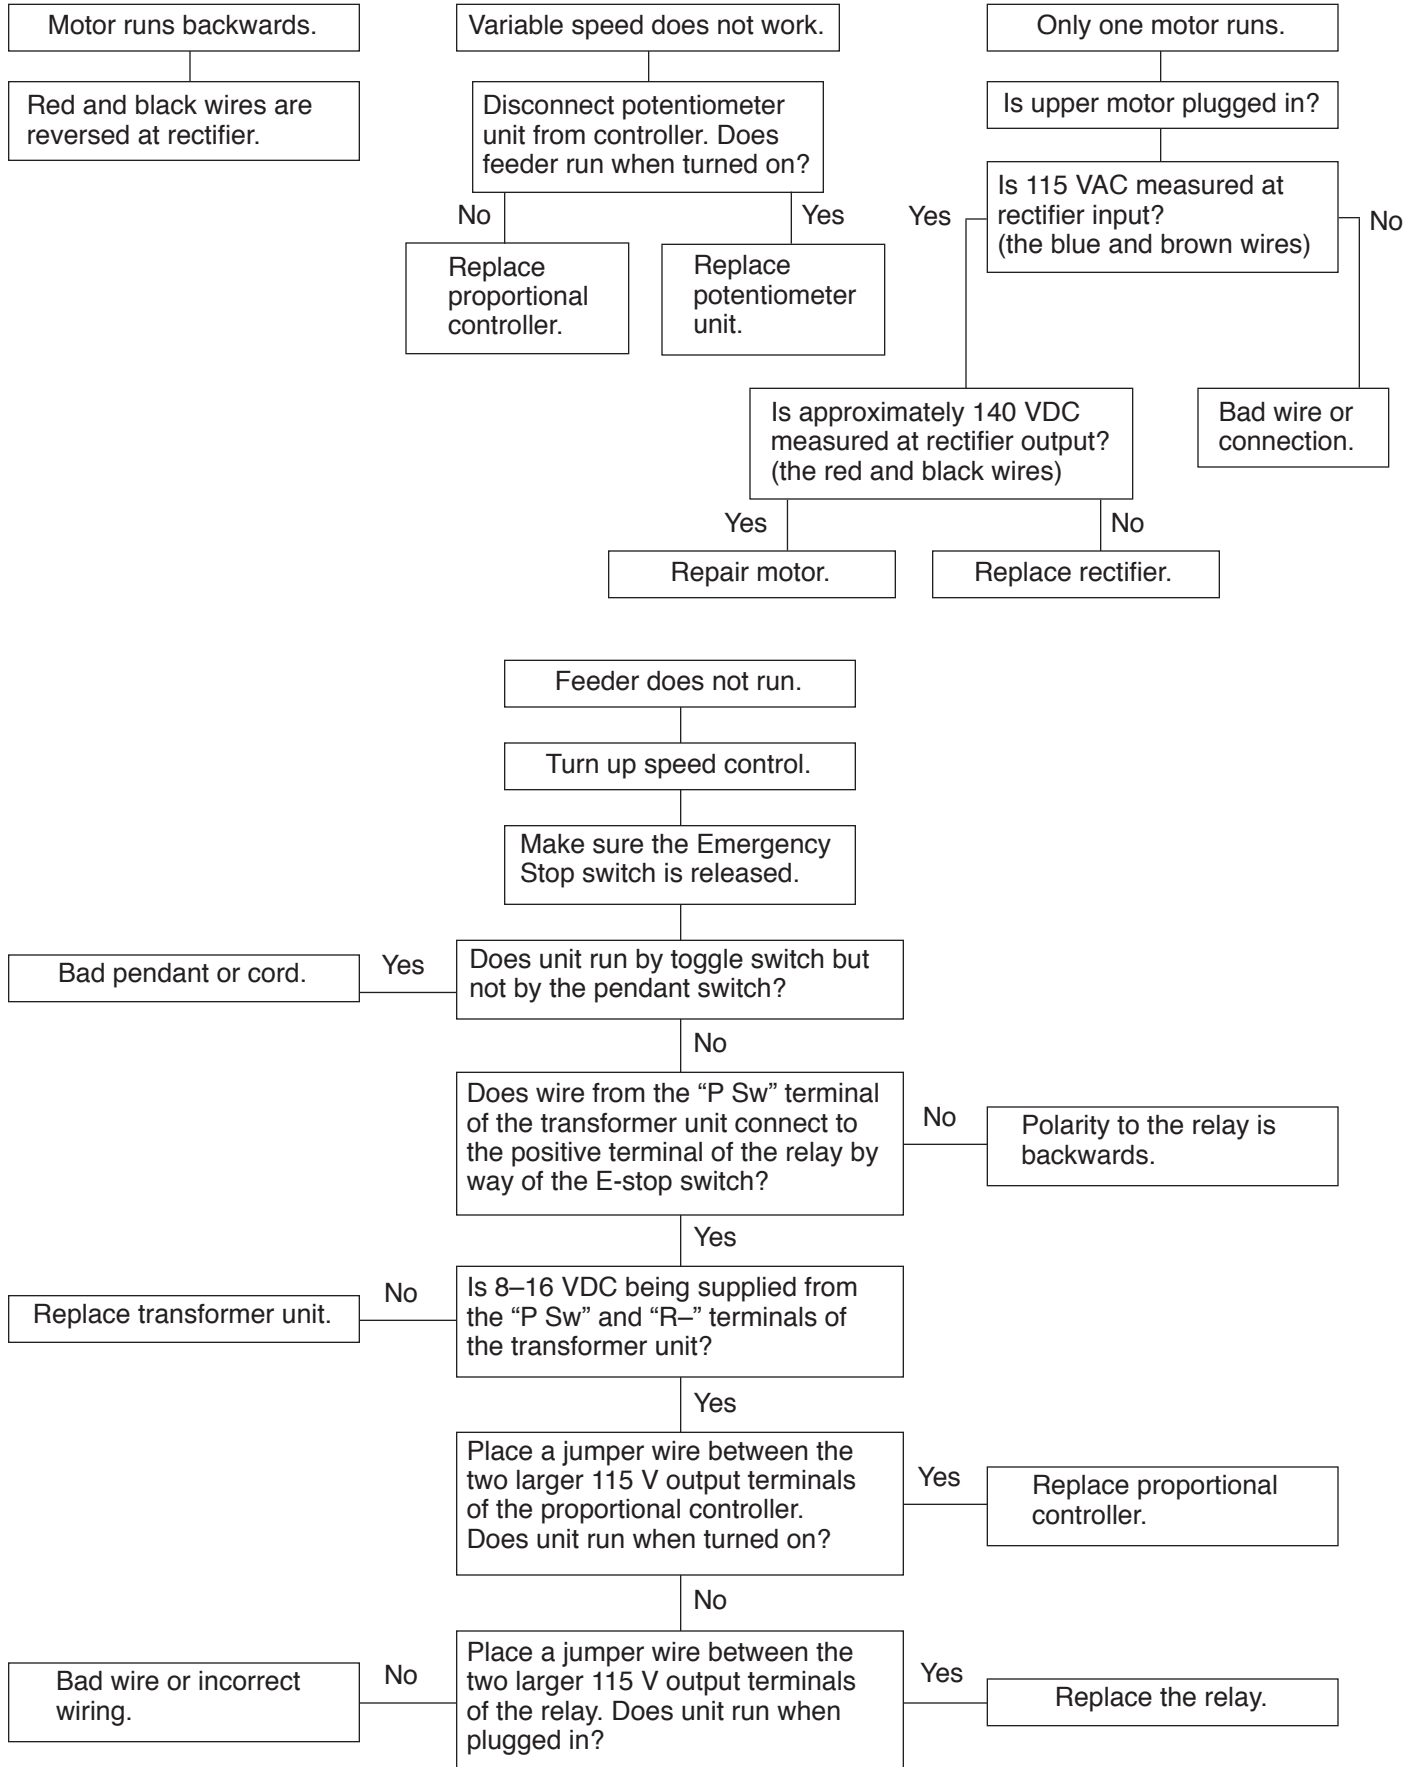 Motor runs backwards.
Red and black wires are
reversed at rectifier.
Variable speed does not work.
Disconnect potentiometer
unit from controller. Does
feeder run when turned on?
No
Yes
Replace
proportional
controller.
Replace
potentiometer
unit.
Only one motor runs.
Is upper motor plugged in?
Is 115 VAC measured at
rectifier input?
(the blue and brown wires)
Yes
No
Is approximately 140 VDC
measured at rectifier output?
(the red and black wires)
Bad wire or
connection.
Yes
No
Repair motor.
Replace rectifier.
Feeder does not run.
Turn up speed control.
Make sure the Emergency
Stop switch is released.
Does unit run by toggle switch but
not by the pendant switch?
Yes
Bad pendant or cord.
No
Does wire from the “P Sw” terminal
of the transformer unit connect to
the positive terminal of the relay by
way of the E-stop switch?
No
Polarity to the relay is
backwards.
Yes
Is 8–16 VDC being supplied from
the “P Sw” and “R–” terminals of
the transformer unit?
No
Replace transformer unit.
Yes
Place a jumper wire between the
two larger 115 V output terminals
of the proportional controller.
Does unit run when turned on?
Yes
Replace proportional
controller.
No
Place a jumper wire between the
two larger 115 V output terminals
of the relay. Does unit run when
plugged in?
No
Bad wire or incorrect
wiring.
Yes
Replace the relay.